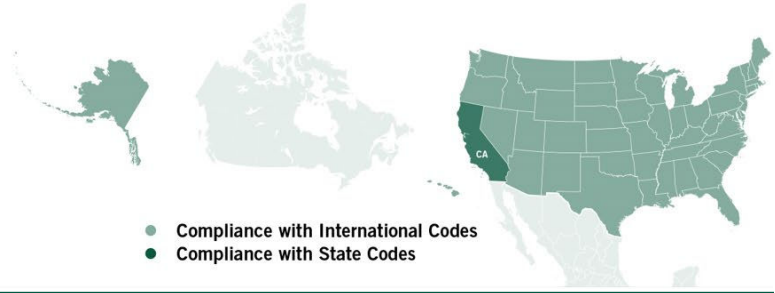 CA
Compliance with International Codes
Compliance with State Codes